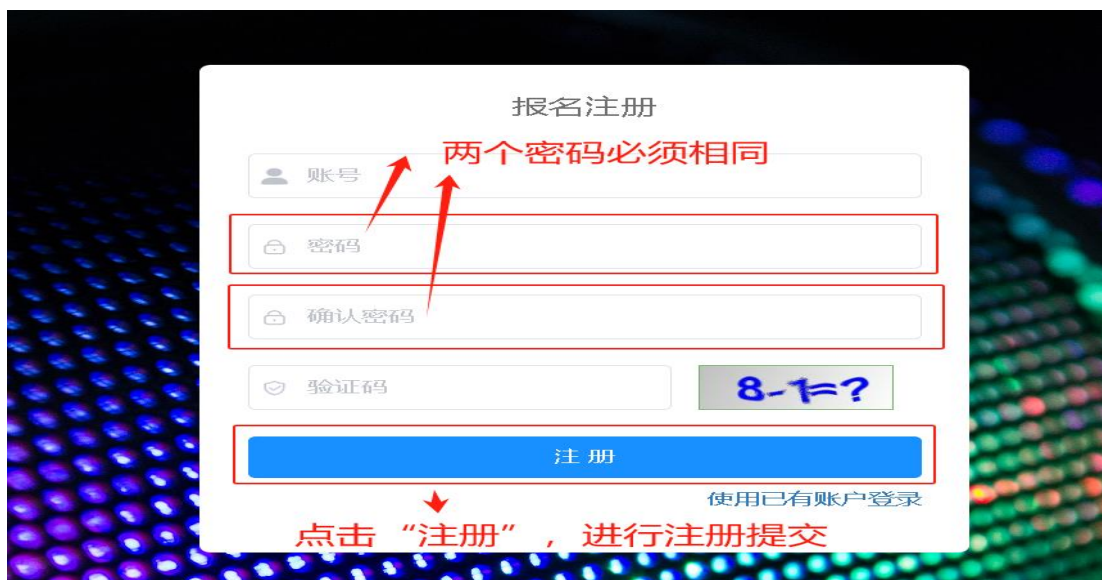 报名注册
两个密码必须相同
账号
密码
确认密码
验证码
8-1=?
注 册
使用已有账户登录
点击“注册”,进行注册提交